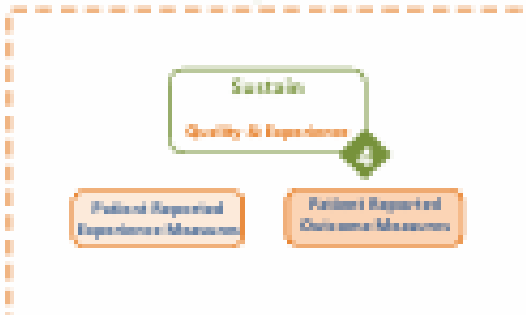 Sustain
Quality & Experience
4
Patient Reported
Experience Measures
Patient Reported
Outcome Measures